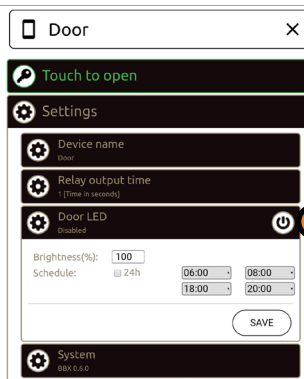 Door
Touch to open
Settings
Device name
Door
Relay output time
1 [Time in seconds]
Door LED
Disabled
Brightness(%): 100
Schedule: 24h 06:00 08:00
18:00 20:00
SAVE
System
BBX 0.6.0